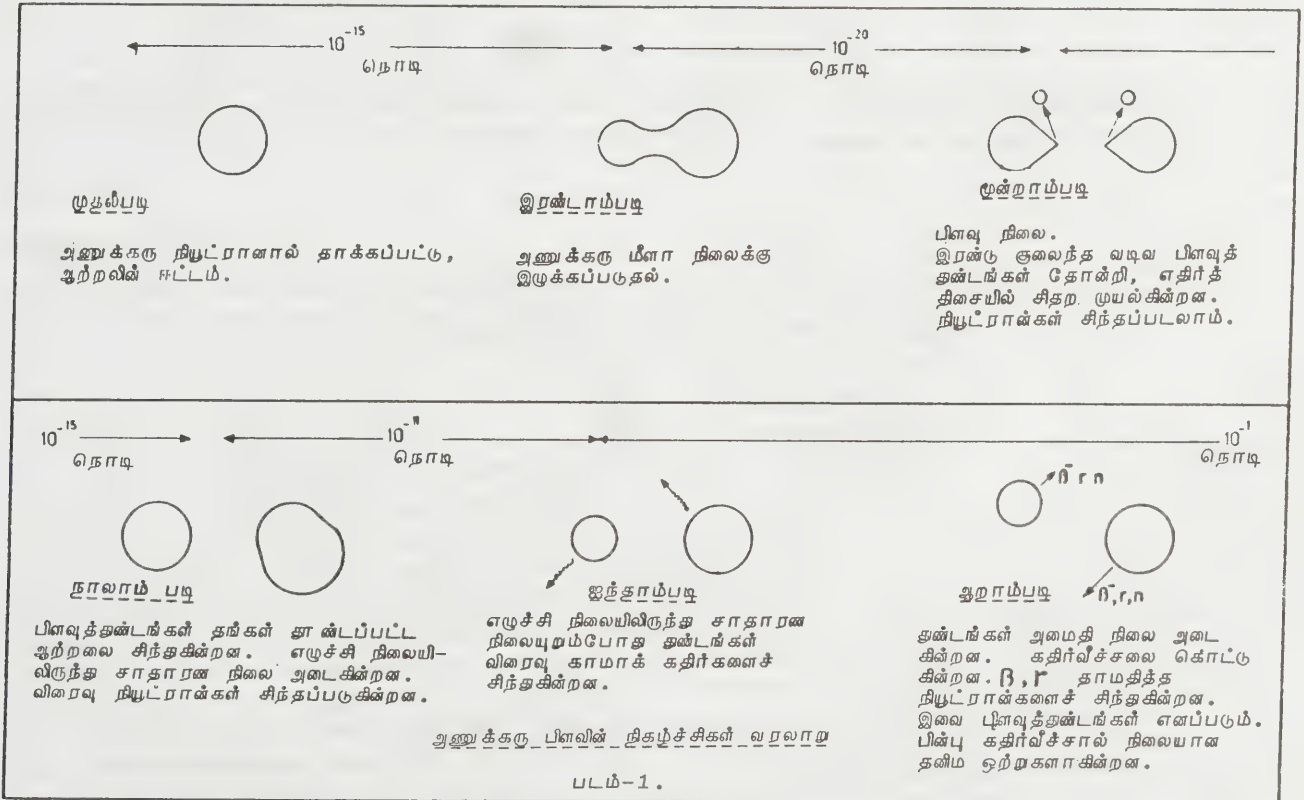 10⁻¹⁵
நொடி
10⁻²⁰
நொடி
முதல்படி
அணுக்கரு நியூட்ரானால் தாக்கப்பட்டு,
ஆற்றலின் ஈட்டம்.
இரண்டாம்படி
அணுக்கரு மீளா நிலைக்கு
இழுக்கப்படுதல்.
மூன்றாம்படி
பிளவு நிலை.
இரண்டு குலைந்த வடிவ பிளவுத்
துண்டங்கள் தோன்றி, எதிர்த்
திசையில் சிதற முயல்கின்றன.
நியூட்ரான்கள் சிந்தப்படலாம்.
10⁻¹⁵
நொடி
நொடி
10⁻¹
நொடி
நாலாம் படி
பிளவுத்துண்டங்கள் தங்கள் தூண்டப்பட்ட
ஆற்றலை சிந்துகின்றன. எழுச்சி நிலையி-
லிருந்து சாதாரண நிலை அடைகின்றன.
விரைவு நியூட்ரான்கள் சிந்தப்படுகின்றன.
ஐந்தாம்படி
எழுச்சி நிலையிலிருந்து சாதாரண
நிலையுறும்போது துண்டங்கள்
விரைவு காமாக் கதிர்களைச்
சிந்துகின்றன.
β⁻ r n
β⁻,r,n
ஆறாம்படி
துண்டங்கள் அமைதி நிலை அடை
கின்றன. கதிர்வீச்சலை கொட்டு
கின்றன. β,r தாமதித்த
நியூட்ரான்களைச் சிந்துகின்றன.
இவை பிளவுத்துண்டங்கள் எனப்படும்.
பின்பு கதிர்வீச்சால் நிலையான
தனிம ஒற்றுகளாகின்றன.
அணுக்கரு பிளவின் நிகழ்ச்சிகள் வரலாறு
படம்-1.